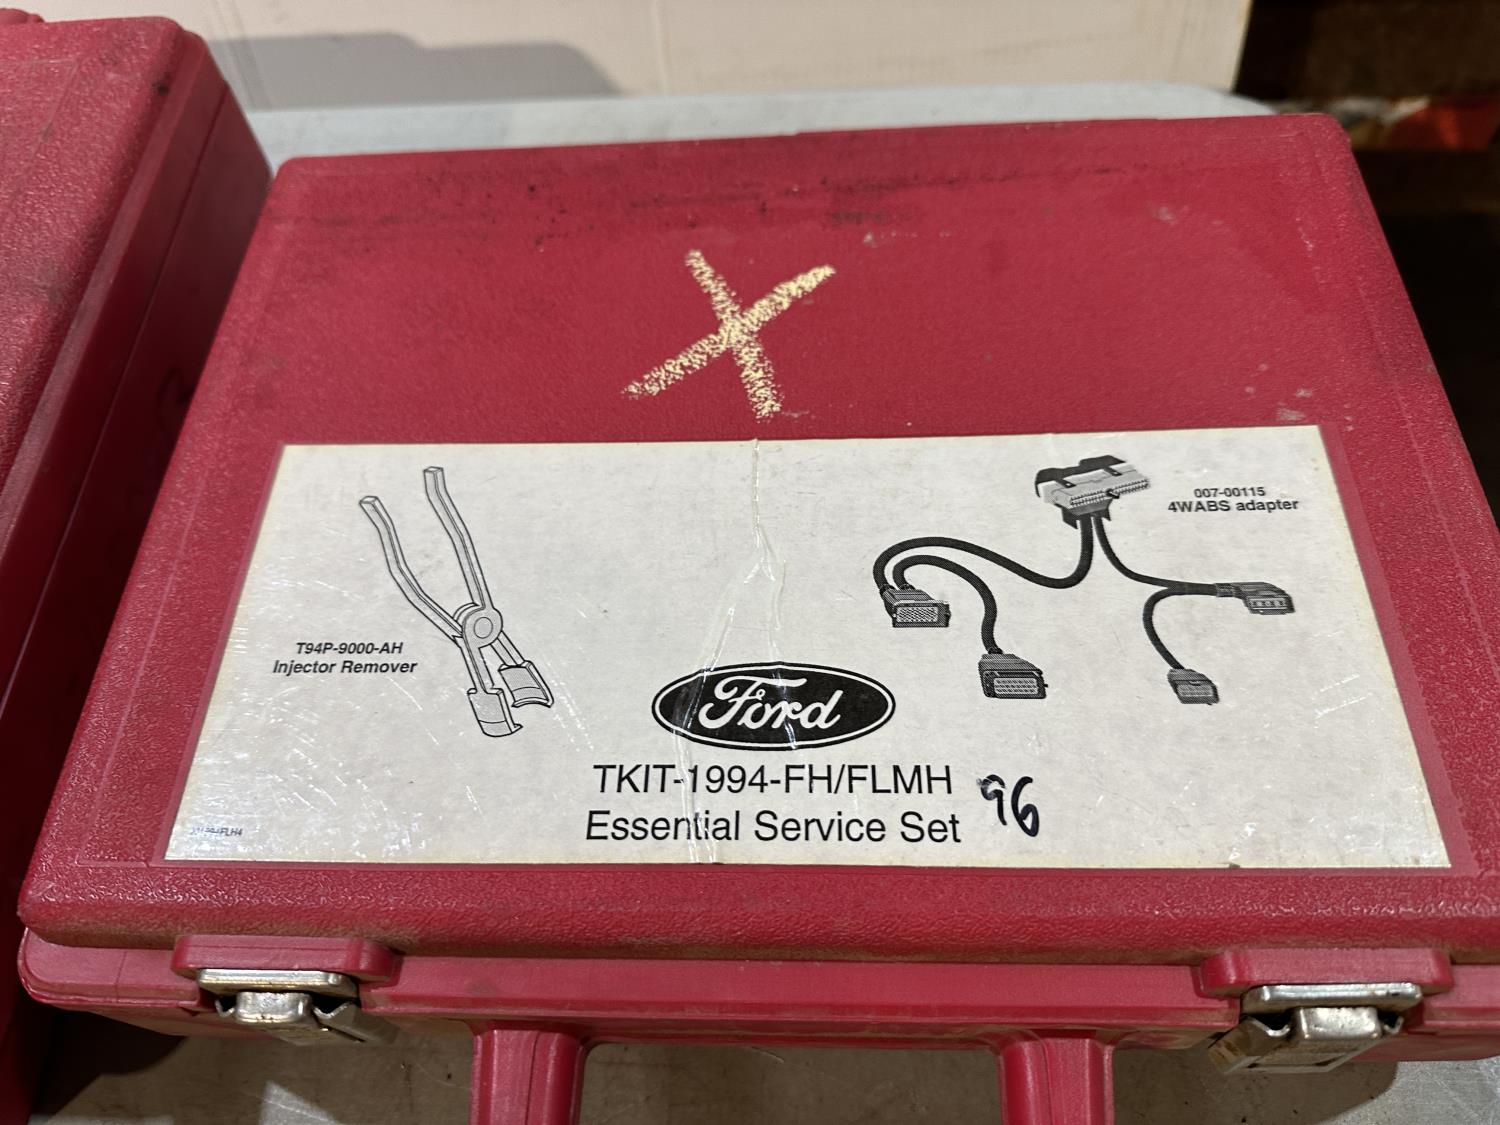 007-00115
4WABS adapter
T94P-9000-AH
Injector Remover
Ford
TKIT-1994-FH/FLMH
Essential Service Set
96